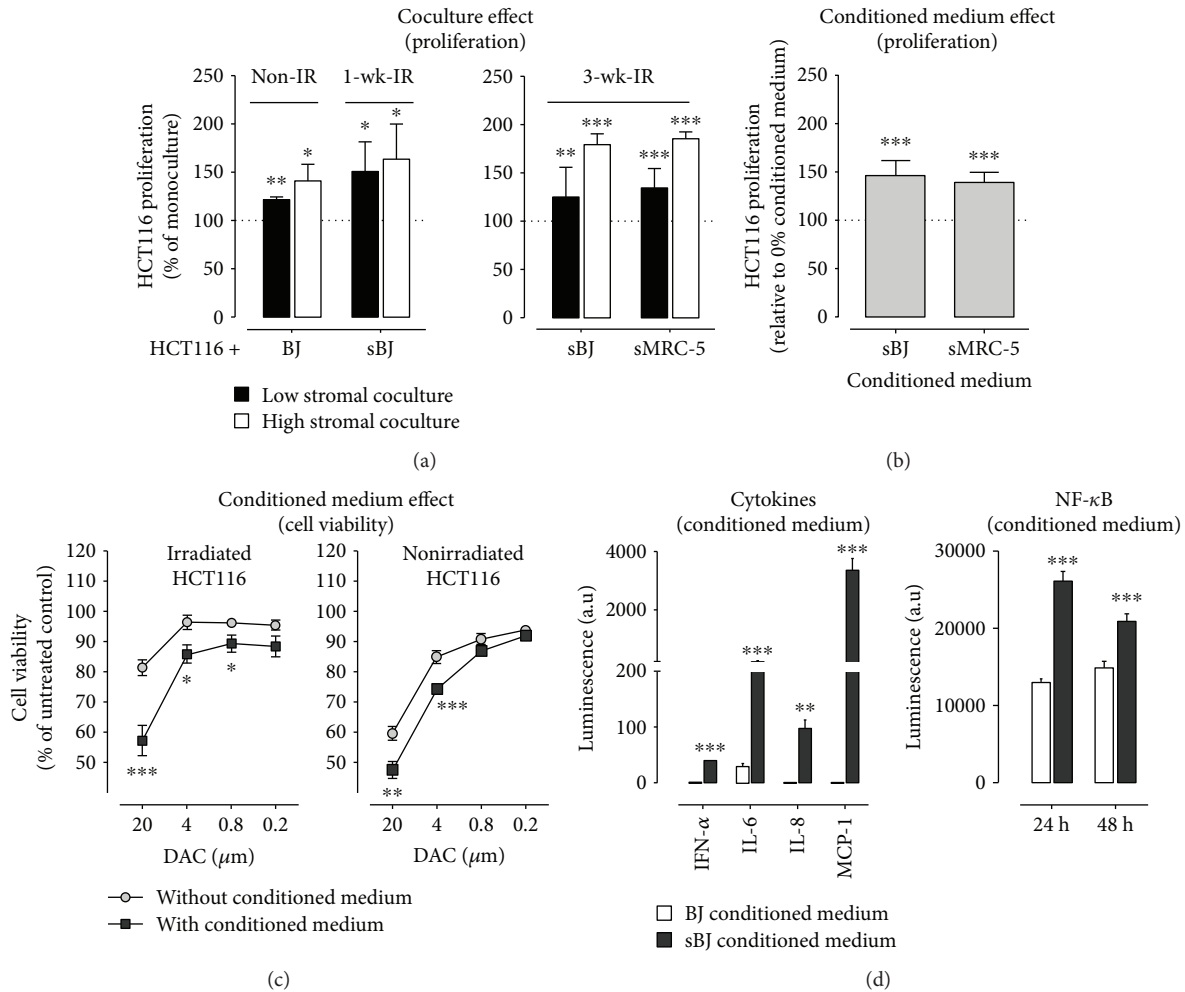 Coculture effect
(proliferation)
Non-IR
1-wk-IR
*
*
**
*
250
200
150
100
50
0
HCT116 proliferation
(% of monoculture)
HCT116 +
BJ
sBJ
3-wk-IR
**
***
***
***
250
200
150
100
50
0
sBJ
sMRC-5
Low stromal coculture
High stromal coculture
(a)
Conditioned medium effect
(proliferation)
HCT116 proliferation
(relative to 0% conditioned medium)
250
200
150
100
50
0
***
***
sBJ
sMRC-5
Conditioned medium
(b)
Conditioned medium effect
(cell viability)
Cell viability
(% of untreated control)
120
110
100
90
80
70
60
50
Irradiated
HCT116
***
*
*
20
4
0.8
0.2
DAC (μm)
120
110
100
90
80
70
60
50
Nonirradiated
HCT116
**
***
20
4
0.8
0.2
DAC (μm)
Without conditioned medium
With conditioned medium
(c)
Cytokines
(conditioned medium)
Luminescence (a.u)
4000
2000
200
100
0
***
***
**
***
IFN-α
IL-6
IL-8
MCP-1
NF-κB
(conditioned medium)
Luminescence (a.u)
30000
20000
10000
0
***
***
24 h
48 h
BJ conditioned medium
sBJ conditioned medium
(d)